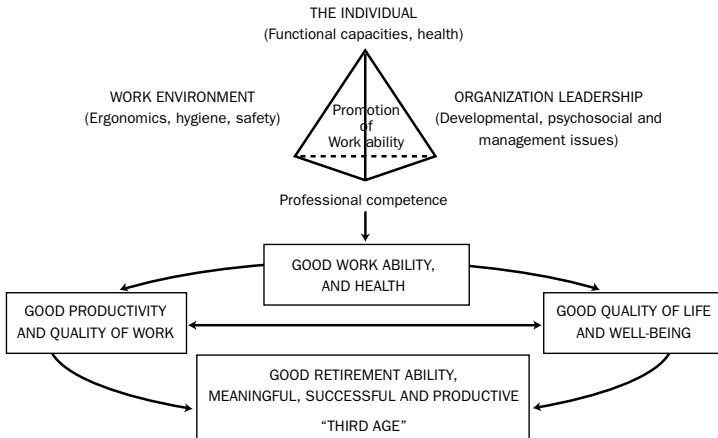 THE INDIVIDUAL
(Functional capacities, health)
WORK ENVIRONMENT
(Ergonomics, hygiene, safety)
ORGANIZATION LEADERSHIP
(Developmental, psychosocial and
management issues)
Promotion
of
Work ability
Professional competence
GOOD WORK ABILITY,
AND HEALTH
GOOD PRODUCTIVITY
AND QUALITY OF WORK
GOOD QUALITY OF LIFE
AND WELL-BEING
GOOD RETIREMENT ABILITY,
MEANINGFUL, SUCCESSFUL AND PRODUCTIVE
“THIRD AGE”